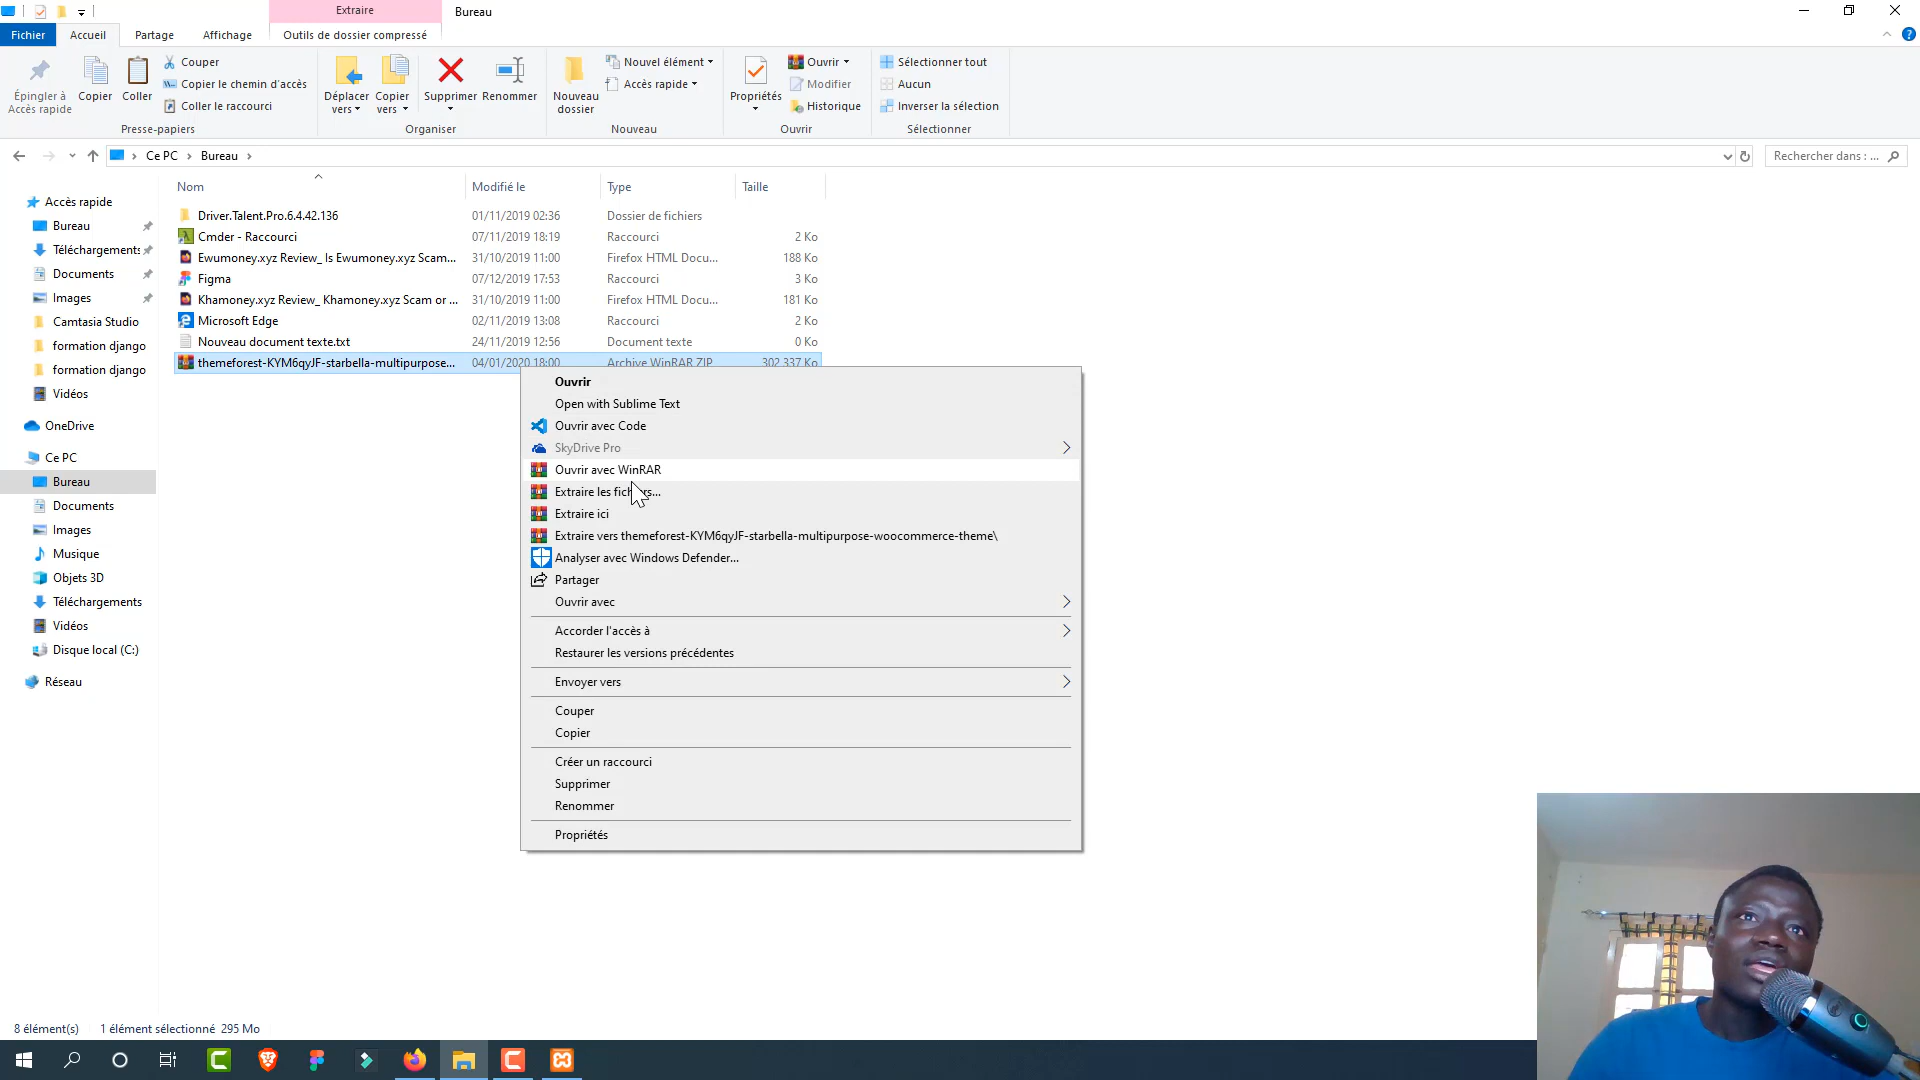 Extraire
Bureau
Fichier
Accueil
Partage
Affichage
Outils de dossier compressé
Épingler à
Accès rapide
Copier
Coller
Couper
Copier le chemin d'accès
Coller le raccourci
Presse-papiers
Déplacer
vers
Copier
vers
Supprimer
Renommer
Organiser
Nouveau
dossier
Nouvel élément
Accès rapide
Nouveau
Propriétés
Ouvrir
Modifier
Historique
Ouvrir
Sélectionner tout
Aucun
Inverser la sélection
Sélectionner
Ce PC > Bureau >
Rechercher dans : ...
Nom Modifié le Type Taille
Driver.Talent.Pro.6.4.42.136 01/11/2019 02:36 Dossier de fichiers
Cmder - Raccourci 07/11/2019 18:19 Raccourci 2 Ko
Ewumoney.xyz Review_ Is Ewumoney.xyz Scam... 31/10/2019 11:00 Firefox HTML Docu... 188 Ko
Figma 07/12/2019 17:53 Raccourci 3 Ko
Khamoney.xyz Review_ Khamoney.xyz Scam or ... 31/10/2019 11:00 Firefox HTML Docu... 181 Ko
Microsoft Edge 02/11/2019 13:08 Raccourci 2 Ko
Nouveau document texte.txt 24/11/2019 12:56 Document texte 0 Ko
themeforest-KYM6qyJF-starbella-multipurpose... 04/01/2020 18:00 Archive WinRAR ZIP 302 337 Ko
Accès rapide
Bureau
Téléchargements
Documents
Images
Camtasia Studio
formation django
formation django
Vidéos
OneDrive
Ce PC
Bureau
Documents
Images
Musique
Objets 3D
Téléchargements
Vidéos
Disque local (C:)
Réseau
Ouvrir
Open with Sublime Text
Ouvrir avec Code
SkyDrive Pro
Ouvrir avec WinRAR
Extraire les fichiers...
Extraire ici
Extraire vers themeforest-KYM6qyJF-starbella-multipurpose-woocommerce-theme\
Analyser avec Windows Defender...
Partager
Ouvrir avec
Accorder l'accès à
Restaurer les versions précédentes
Envoyer vers
Couper
Copier
Créer un raccourci
Supprimer
Renommer
Propriétés
8 élément(s) 1 élément sélectionné 295 Mo